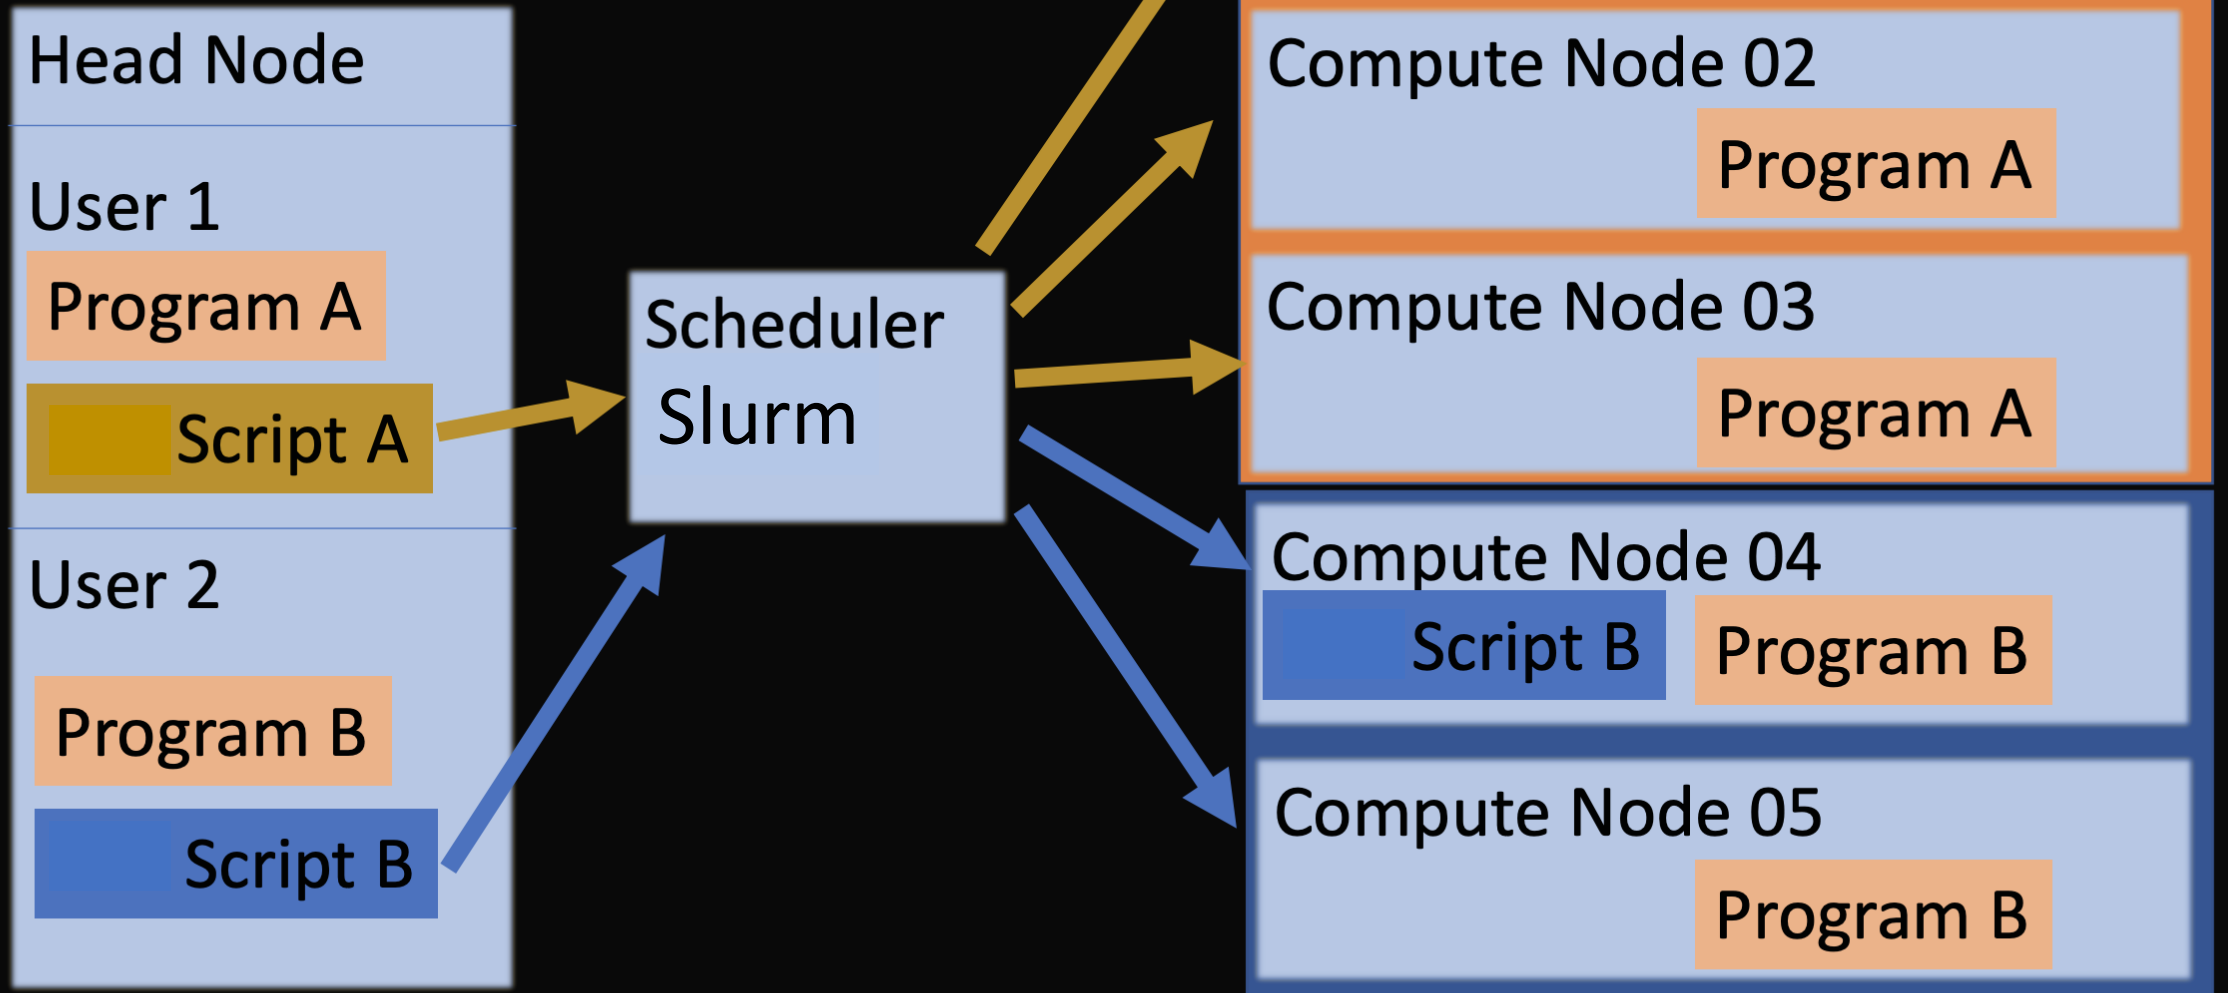 Head Node
User 1
Program A
Script A
User 2
Program B
Script B
Scheduler
Slurm
Compute Node 02
Program A
Compute Node 03
Program A
Compute Node 04
Script B
Program B
Compute Node 05
Program B